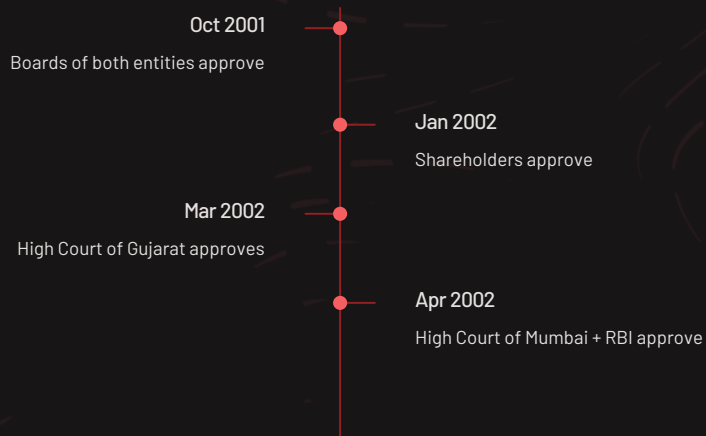 Oct 2001
Boards of both entities approve
Jan 2002
Shareholders approve
Mar 2002
High Court of Gujarat approves
Apr 2002
High Court of Mumbai + RBI approve